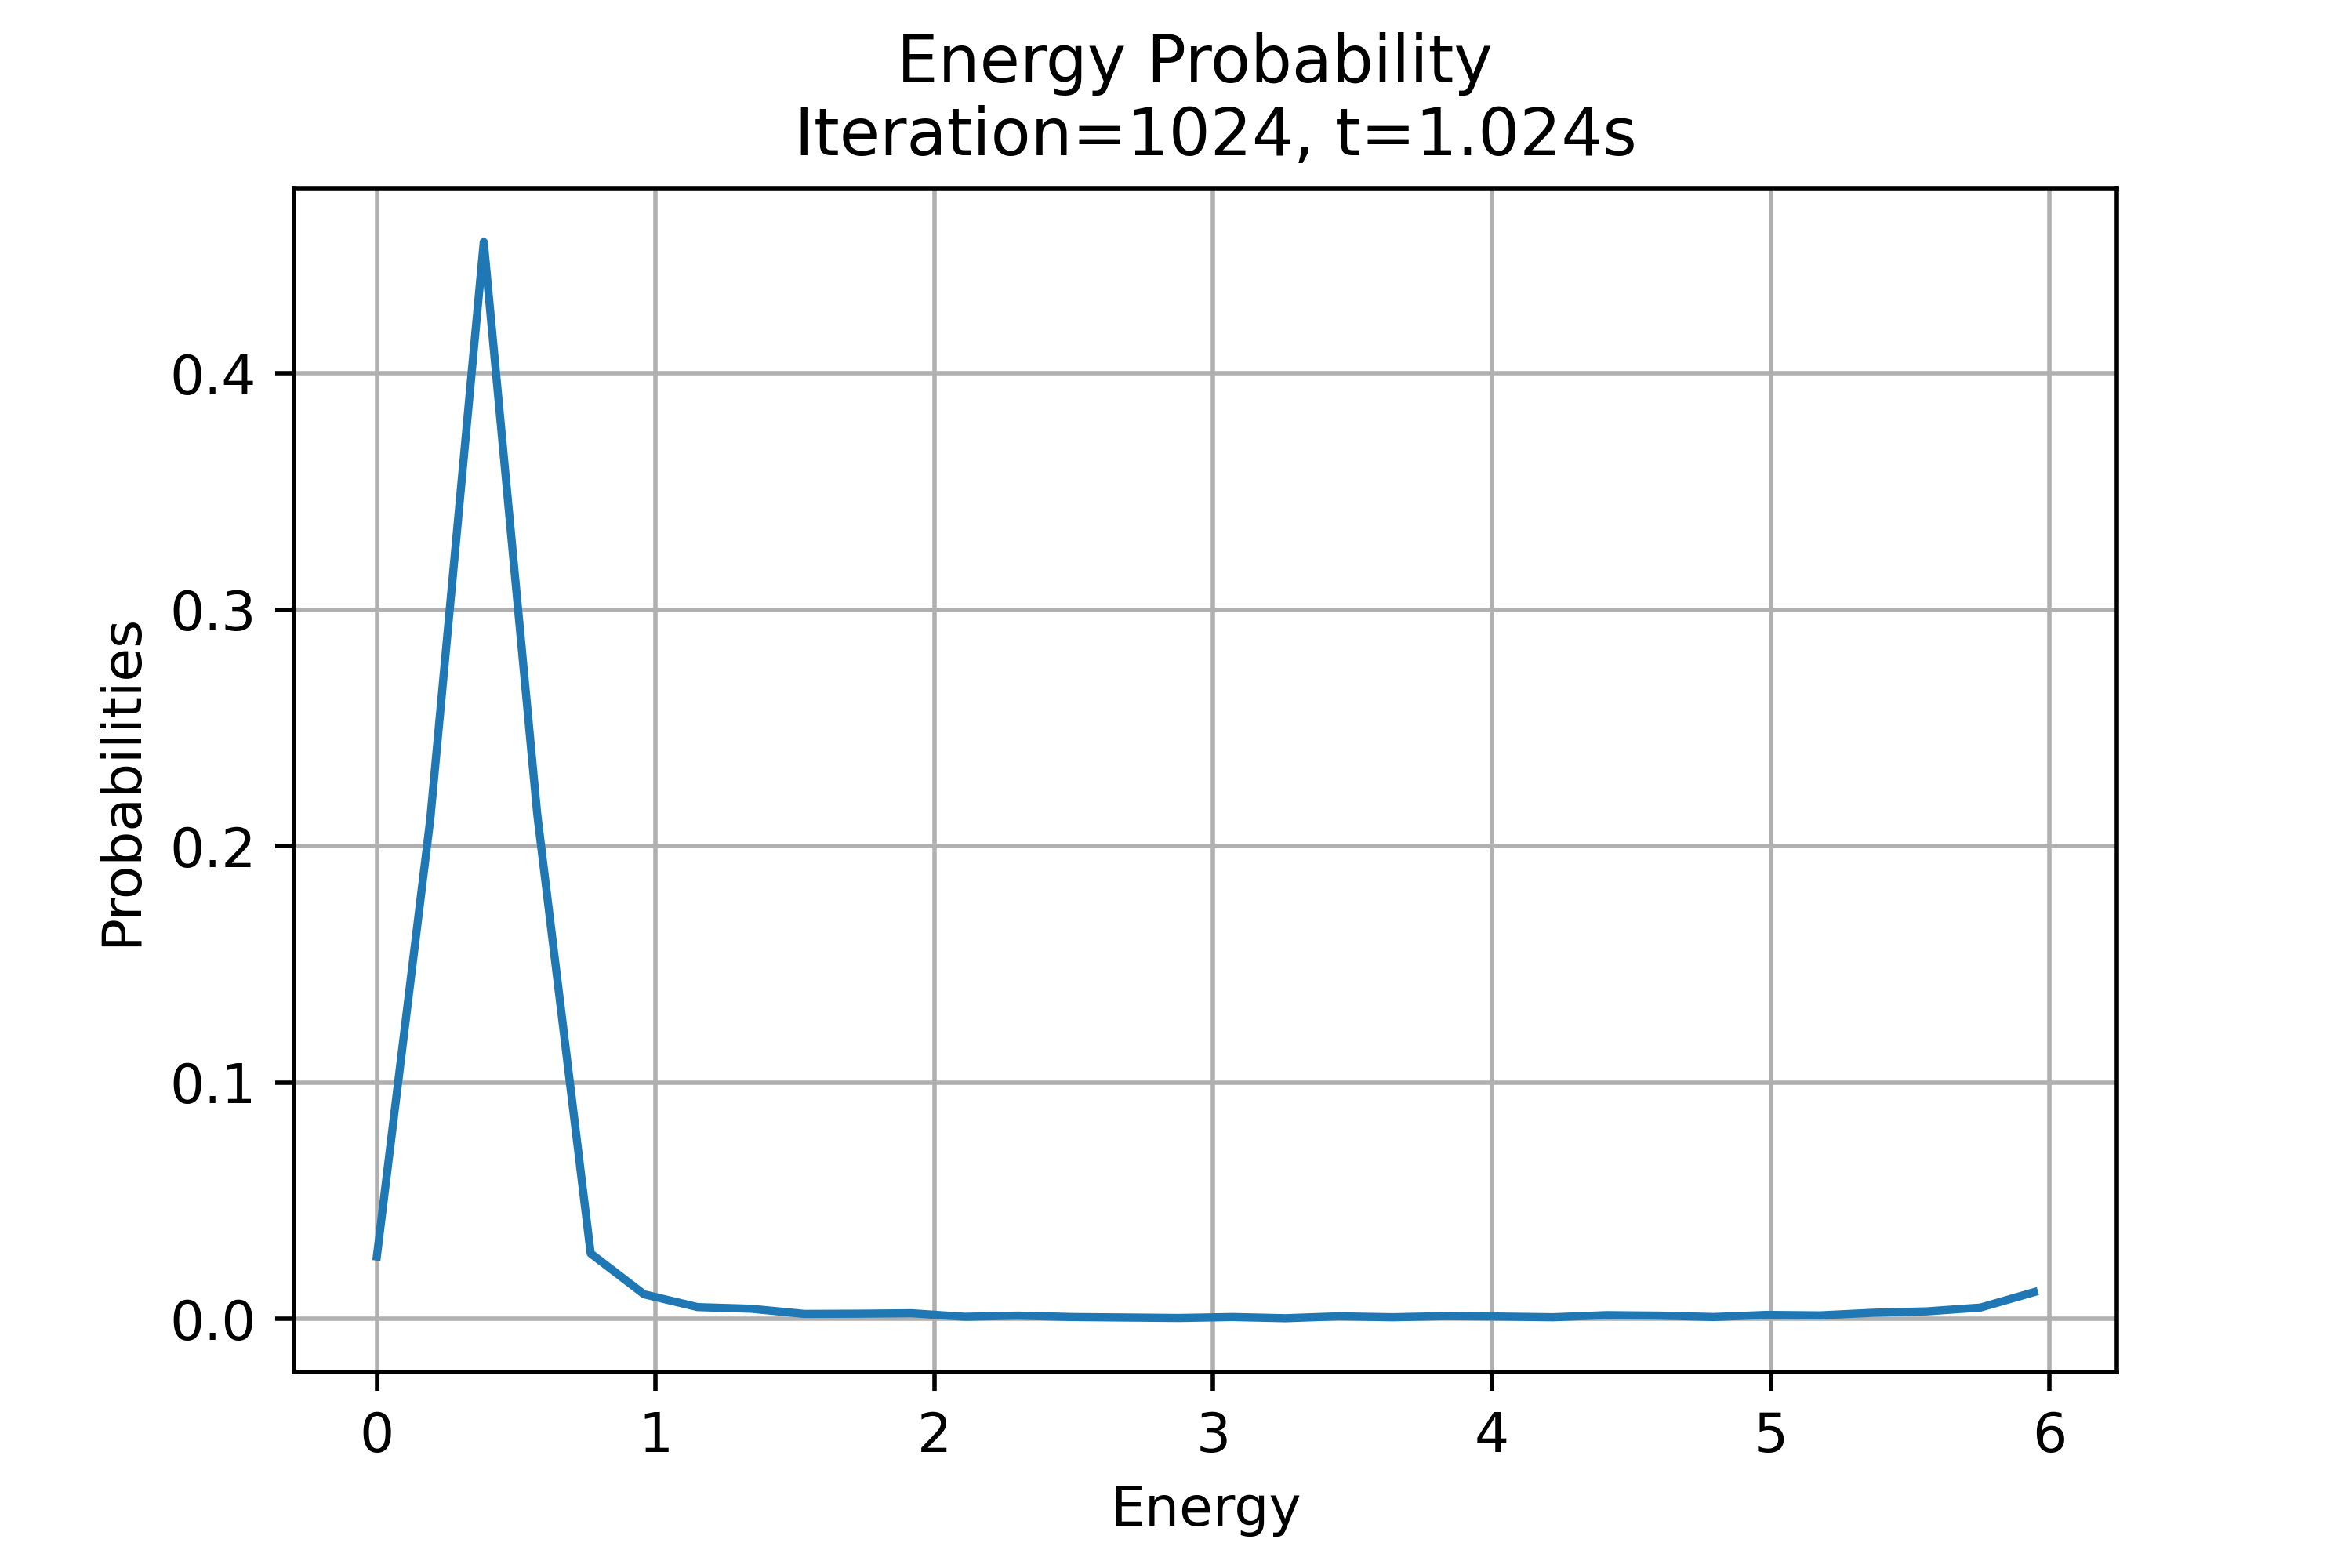 Energy Probability
Iteration=1024, t=1.024s
Probabilities
0.4
0.3
0.2
0.1
0.0
0 1 2 3 4 5 6
Energy